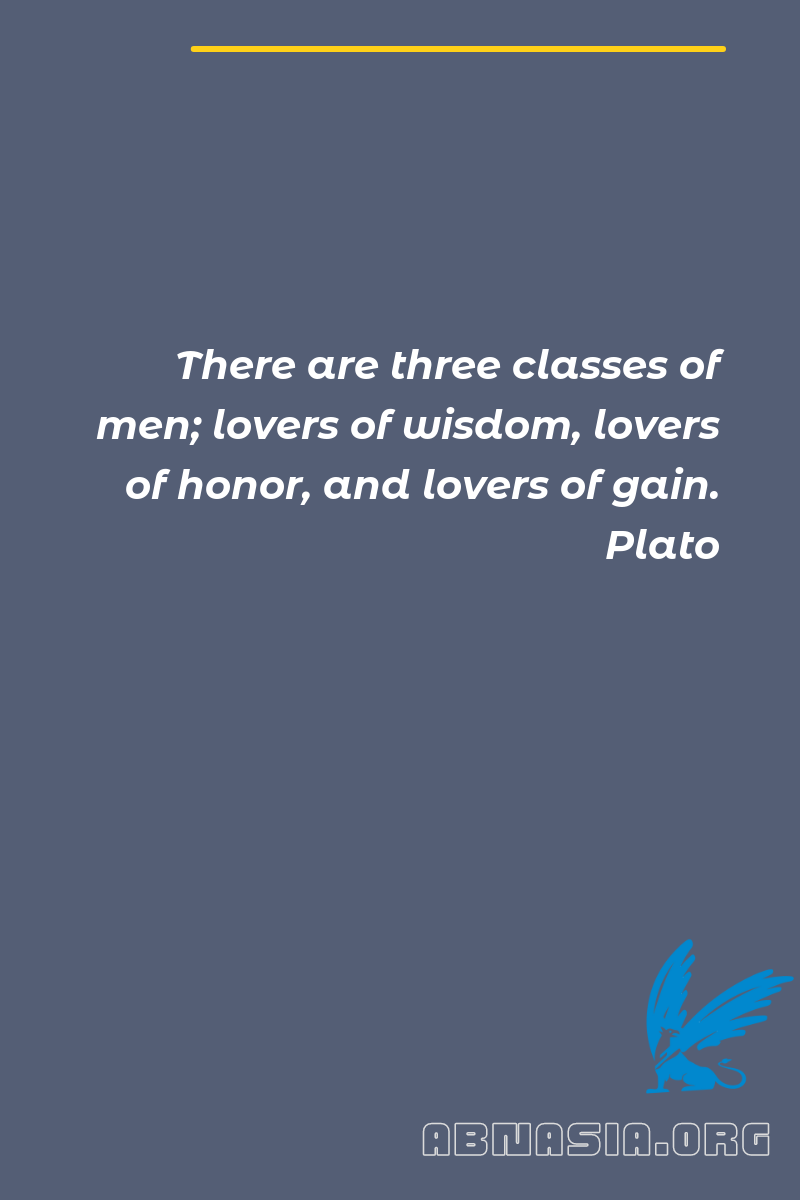 There are three classes of
men; lovers of wisdom, lovers
of honor, and lovers of gain.
Plato
ABNASIA.ORG